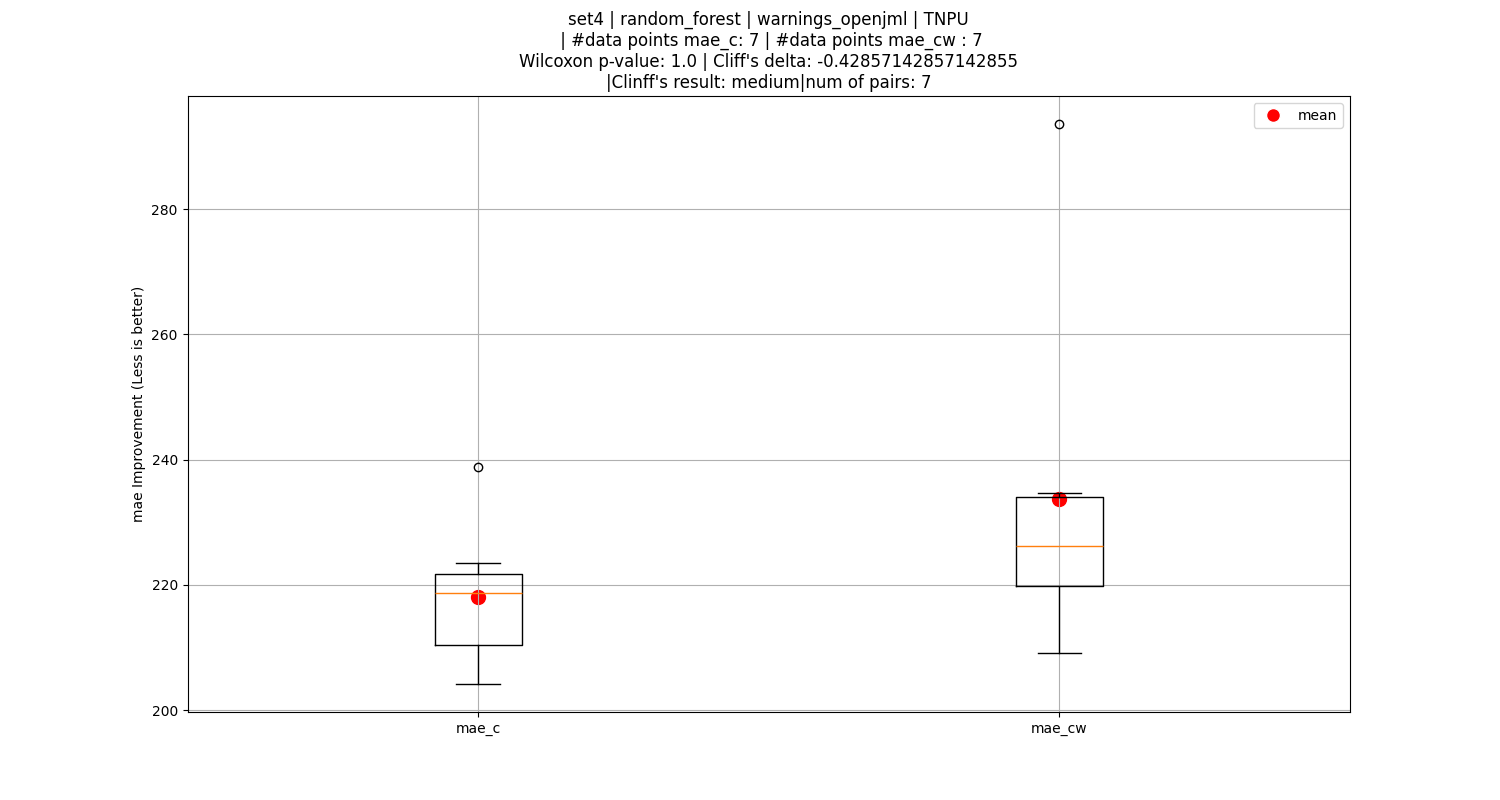 set4 | random_forest | warnings_openjml | TNPU
| #data points mae_c: 7 | #data points mae_cw : 7
Wilcoxon p-value: 1.0 | Cliff's delta: -0.42857142857142855
|Clinff's result: medium|num of pairs: 7
mean
280
260
240
220
200
mae Improvement (Less is better)
mae_c
mae_cw